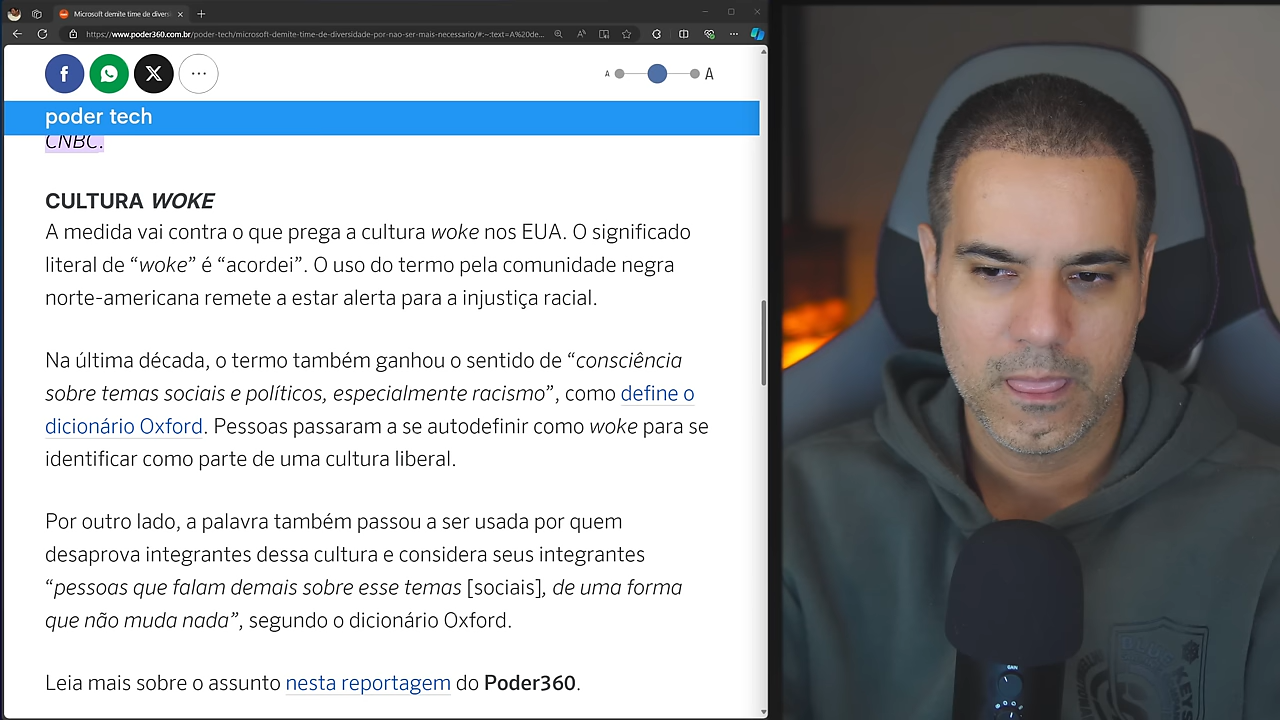 Microsoft demite time de divers
https://www.poder360.com.br/poder-tech/microsoft-demite-time-de-diversidade-por-nao-ser-mais-necessario/#:~:text=A%20de...
A A
poder tech
CNBC.
CULTURA WOKE
A medida vai contra o que prega a cultura woke nos EUA. O significado
literal de “woke” é “acordei”. O uso do termo pela comunidade negra
norte-americana remete a estar alerta para a injustiça racial.
Na última década, o termo também ganhou o sentido de “consciência
sobre temas sociais e políticos, especialmente racismo”, como define o
dicionário Oxford. Pessoas passaram a se autodefinir como woke para se
identificar como parte de uma cultura liberal.
Por outro lado, a palavra também passou a ser usada por quem
desaprova integrantes dessa cultura e considera seus integrantes
“pessoas que falam demais sobre esse temas [sociais], de uma forma
que não muda nada”, segundo o dicionário Oxford.
Leia mais sobre o assunto nesta reportagem do Poder360.
GAIN